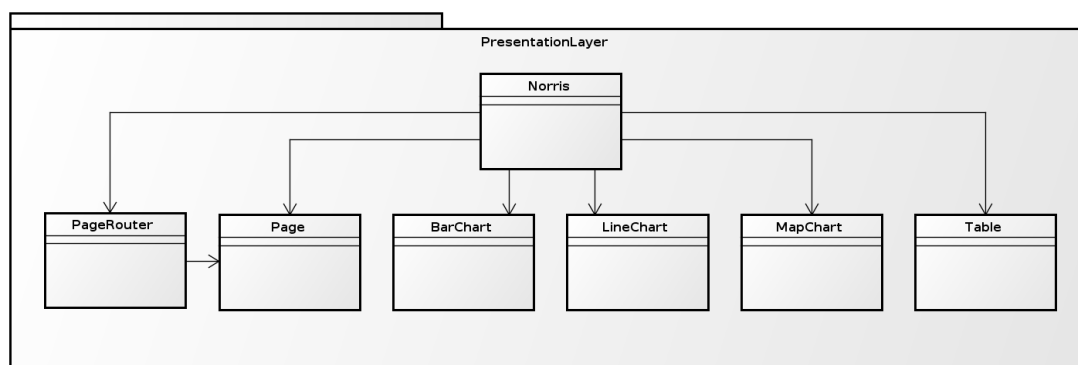 PresentationLayer
Norris
PageRouter
Page
BarChart
LineChart
MapChart
Table